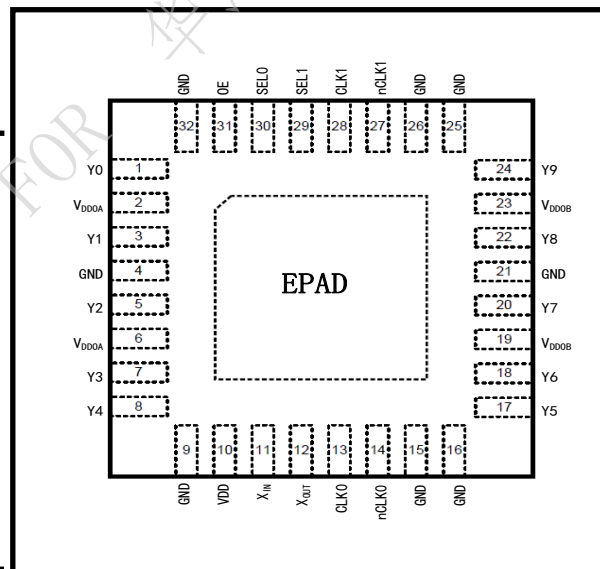 FOR 华
GND OE SEL0 SEL1 CLK1 nCLK1 GND GND
32 31 30 29 28 27 26 25
Y0 1 24 Y9
VDDOA 2 23 VDDOB
Y1 3 22 Y8
GND 4 21 GND
EPAD
Y2 5 20 Y7
VDDOA 6 19 VDDOB
Y3 7 18 Y6
Y4 8 17 Y5
9 10 11 12 13 14 15 16
GND VDD XIN XOUT CLK0 nCLK0 GND GND